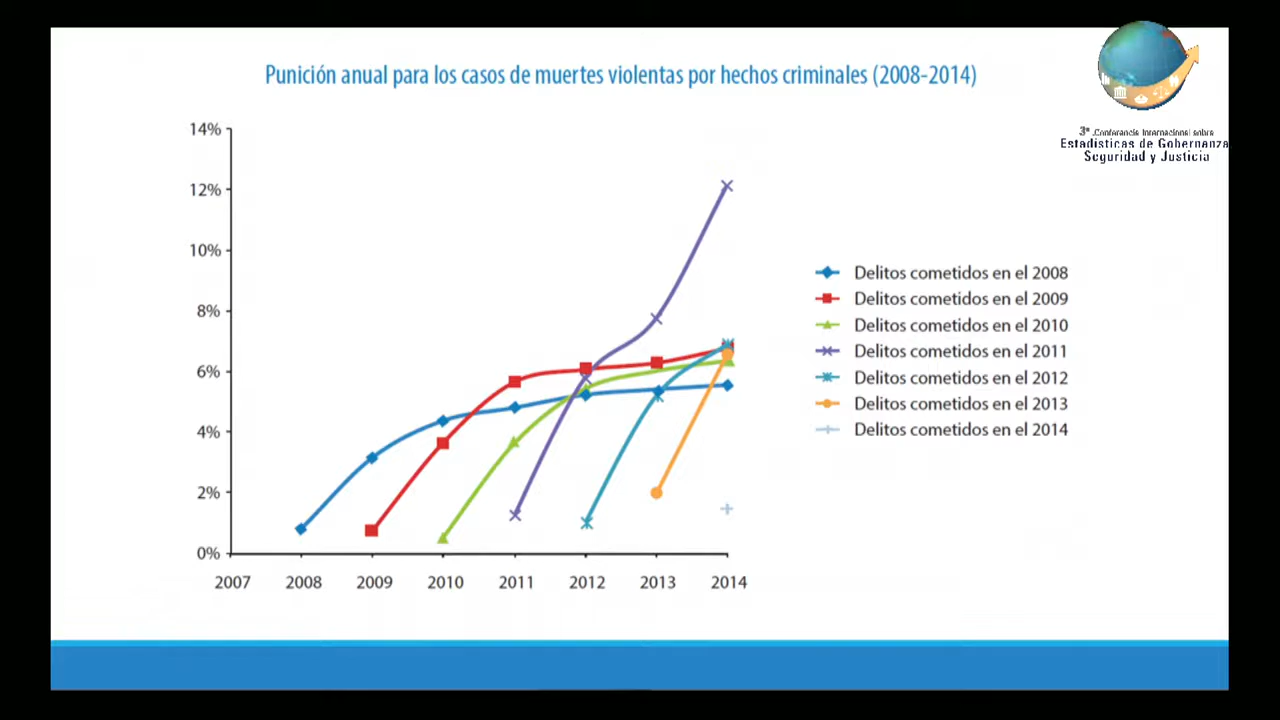 Punición anual para los casos de muertes violentas por hechos criminales (2008-2014)
3ª .Conferencia Internacional sobre
Estadísticas de Gobernanza
Seguridad y Justicia
14%
12%
10%
8%
6%
4%
2%
0%
2007 2008 2009 2010 2011 2012 2013 2014
Delitos cometidos en el 2008
Delitos cometidos en el 2009
Delitos cometidos en el 2010
Delitos cometidos en el 2011
Delitos cometidos en el 2012
Delitos cometidos en el 2013
Delitos cometidos en el 2014